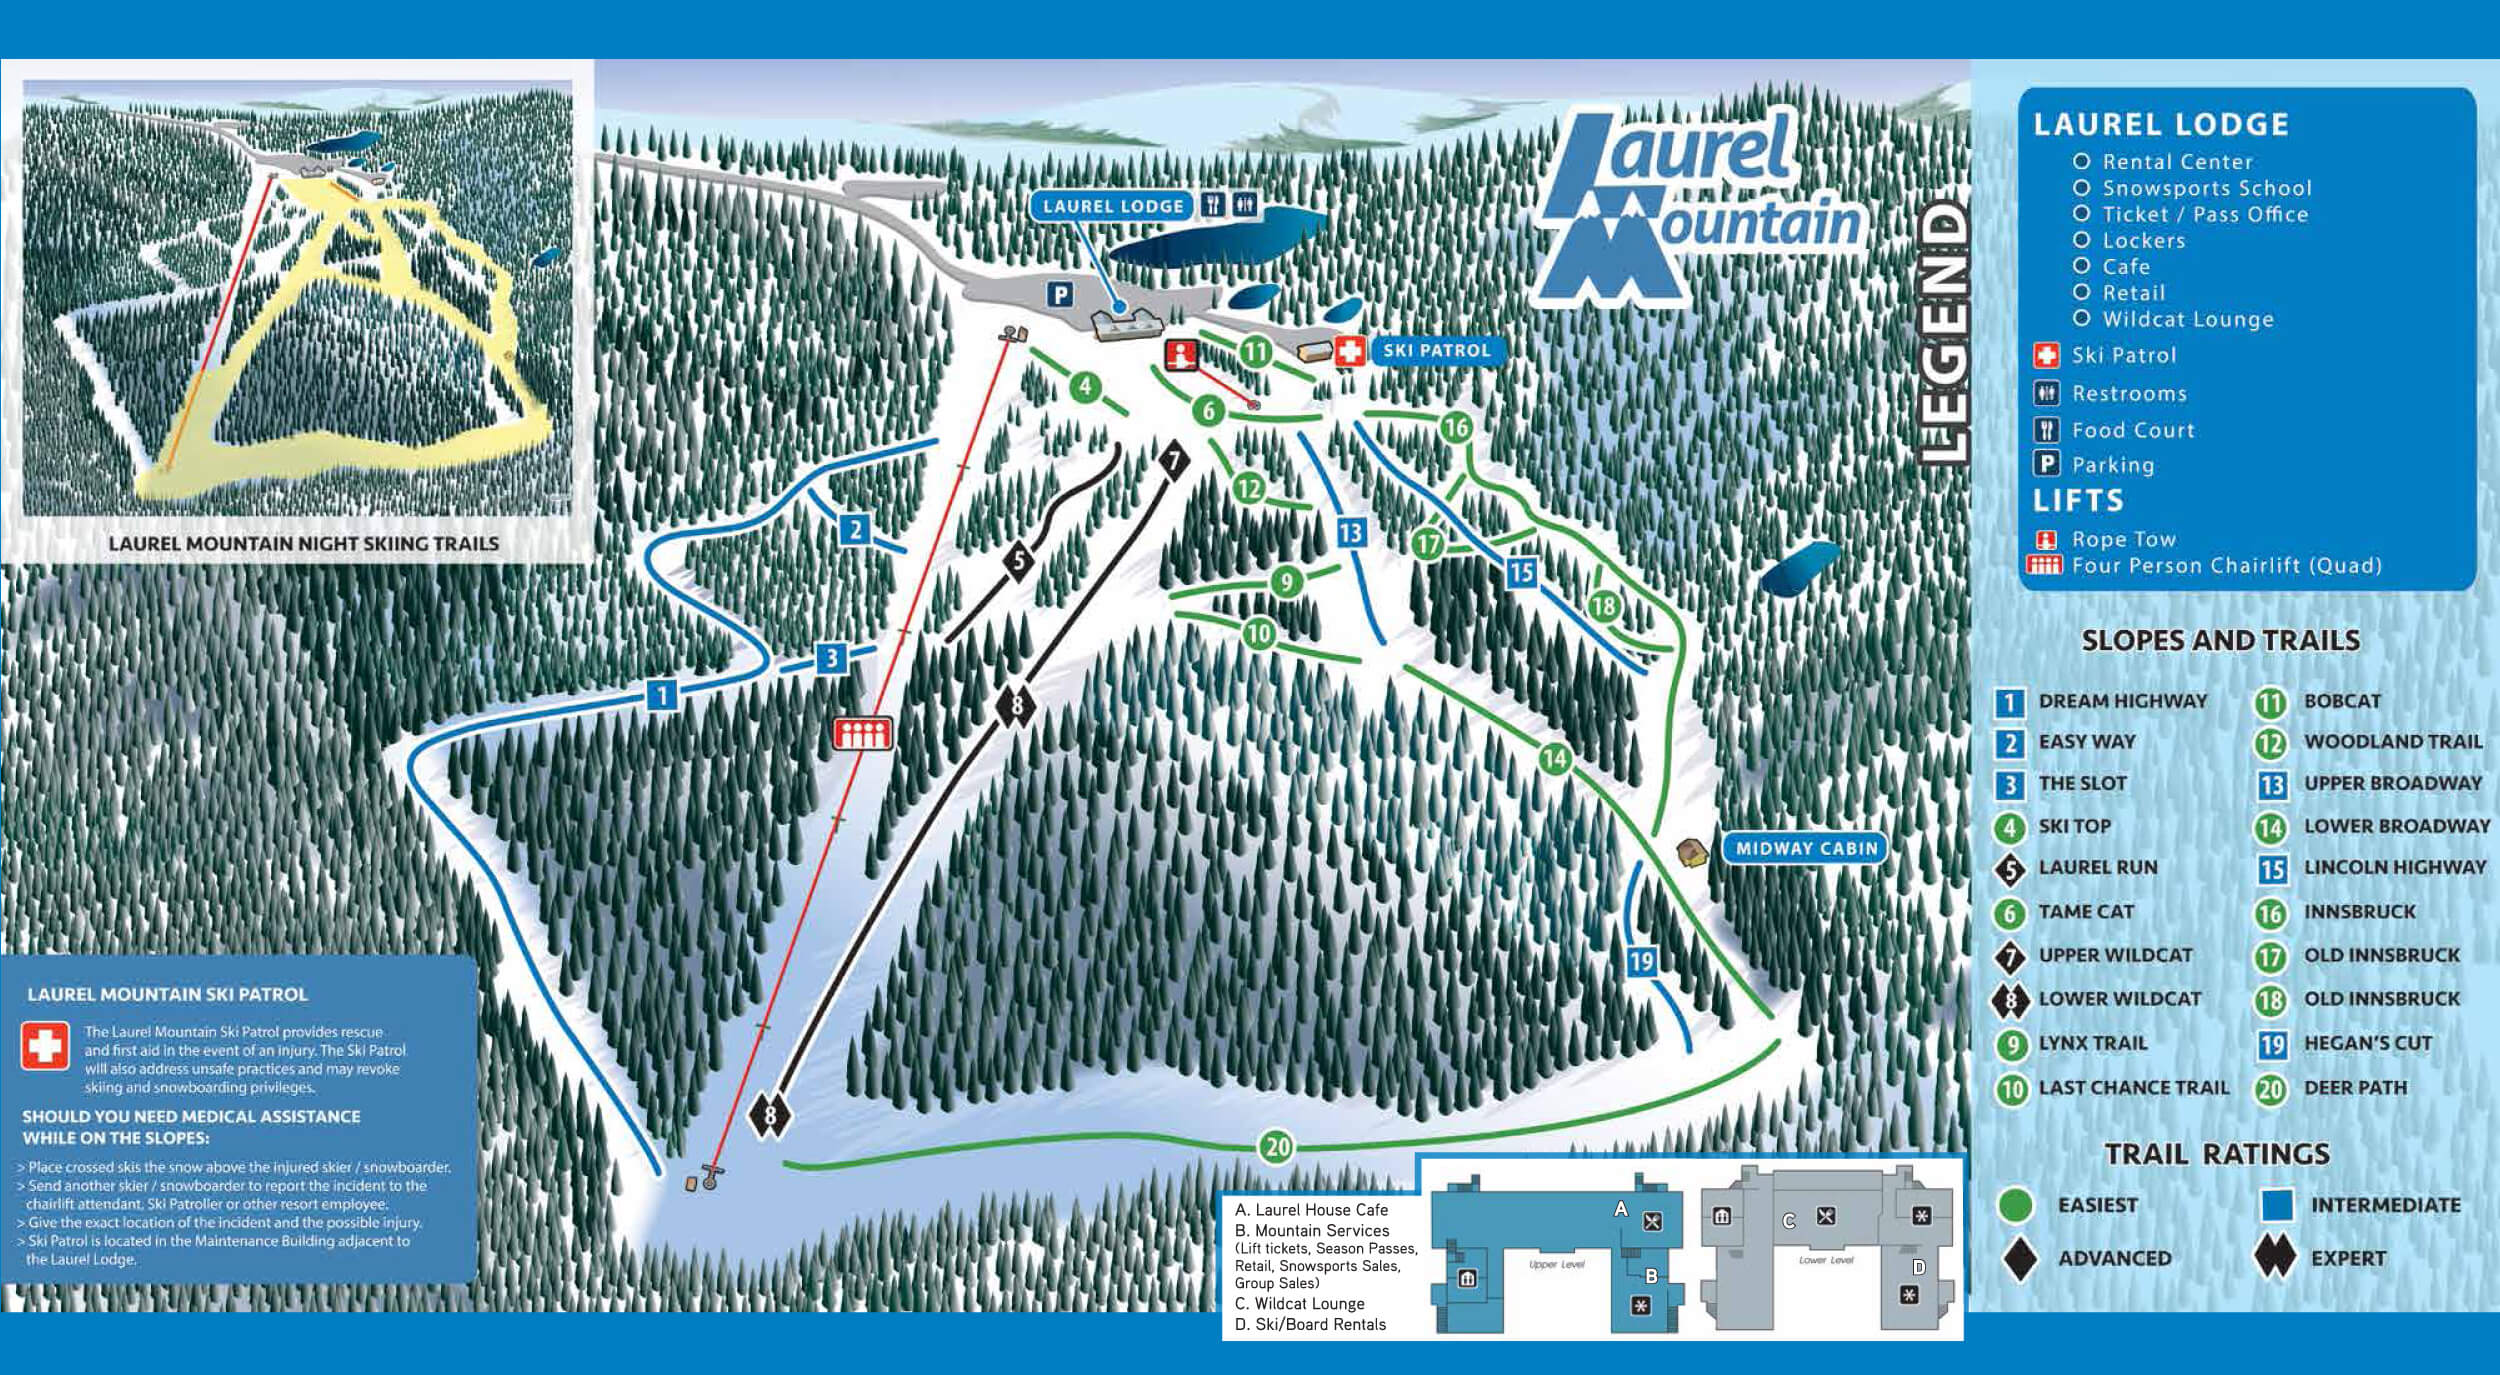 LAUREL MOUNTAIN NIGHT SKIING TRAILS
Laurel
Mountain
LAUREL LODGE
P
SKI PATROL
11
4
6
16
7
12
2
13
17
5
15
9
18
10
3
1
8
14
MIDWAY CABIN
19
8
20
LAUREL MOUNTAIN SKI PATROL
The Laurel Mountain Ski Patrol provides rescue
and first aid in the event of an injury. The Ski Patrol
will also address unsafe practices and may revoke
skiing and snowboarding privileges.
SHOULD YOU NEED MEDICAL ASSISTANCE
WHILE ON THE SLOPES:
> Place crossed skis the snow above the injured skier / snowboarder.
> Send another skier / snowboarder to report the incident to the
chairlift attendant, Ski Patroller or other resort employee.
> Give the exact location of the incident and the possible injury.
> Ski Patrol is located in the Maintenance Building adjacent to
the Laurel Lodge.
A. Laurel House Cafe
B. Mountain Services
(Lift tickets, Season Passes,
Retail, Snowsports Sales,
Group Sales)
C. Wildcat Lounge
D. Ski/Board Rentals
A
B
Upper Level
C
D
Lower Level
LEGEND
LAUREL LODGE
Rental Center
Snowsports School
Ticket / Pass Office
Lockers
Cafe
Retail
Wildcat Lounge
Ski Patrol
Restrooms
Food Court
P Parking
LIFTS
Rope Tow
Four Person Chairlift (Quad)
SLOPES AND TRAILS
1 DREAM HIGHWAY
2 EASY WAY
3 THE SLOT
4 SKI TOP
5 LAUREL RUN
6 TAME CAT
7 UPPER WILDCAT
8 LOWER WILDCAT
9 LYNX TRAIL
10 LAST CHANCE TRAIL
11 BOBCAT
12 WOODLAND TRAIL
13 UPPER BROADWAY
14 LOWER BROADWAY
15 LINCOLN HIGHWAY
16 INNSBRUCK
17 OLD INNSBRUCK
18 OLD INNSBRUCK
19 HEGAN'S CUT
20 DEER PATH
TRAIL RATINGS
EASIEST
INTERMEDIATE
ADVANCED
EXPERT